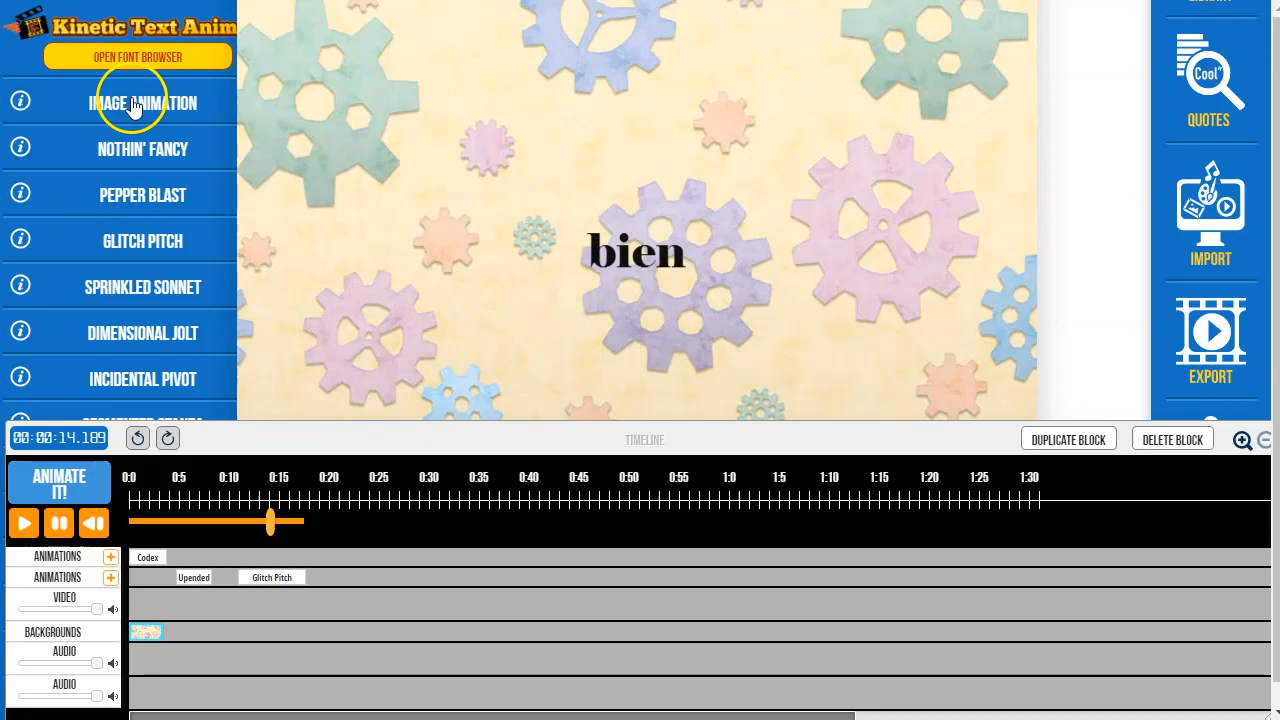 Kinetic Text Anim
OPEN FONT BROWSER
IMAGE ANIMATION
NOTHIN' FANCY
PEPPER BLAST
GLITCH PITCH
SPRINKLED SONNET
DIMENSIONAL JOLT
INCIDENTAL PIVOT
bien
Cool"
QUOTES
IMPORT
EXPORT
00:00:14.189
TIMELINE
DUPLICATE BLOCK
DELETE BLOCK
ANIMATE
IT!
0:0 0:5 0:10 0:15 0:20 0:25 0:30 0:35 0:40 0:45 0:50 0:55 1:0 1:5 1:10 1:15 1:20 1:25 1:30
ANIMATIONS + Codex
ANIMATIONS + Upended Glitch Pitch
VIDEO
BACKGROUNDS
AUDIO
AUDIO